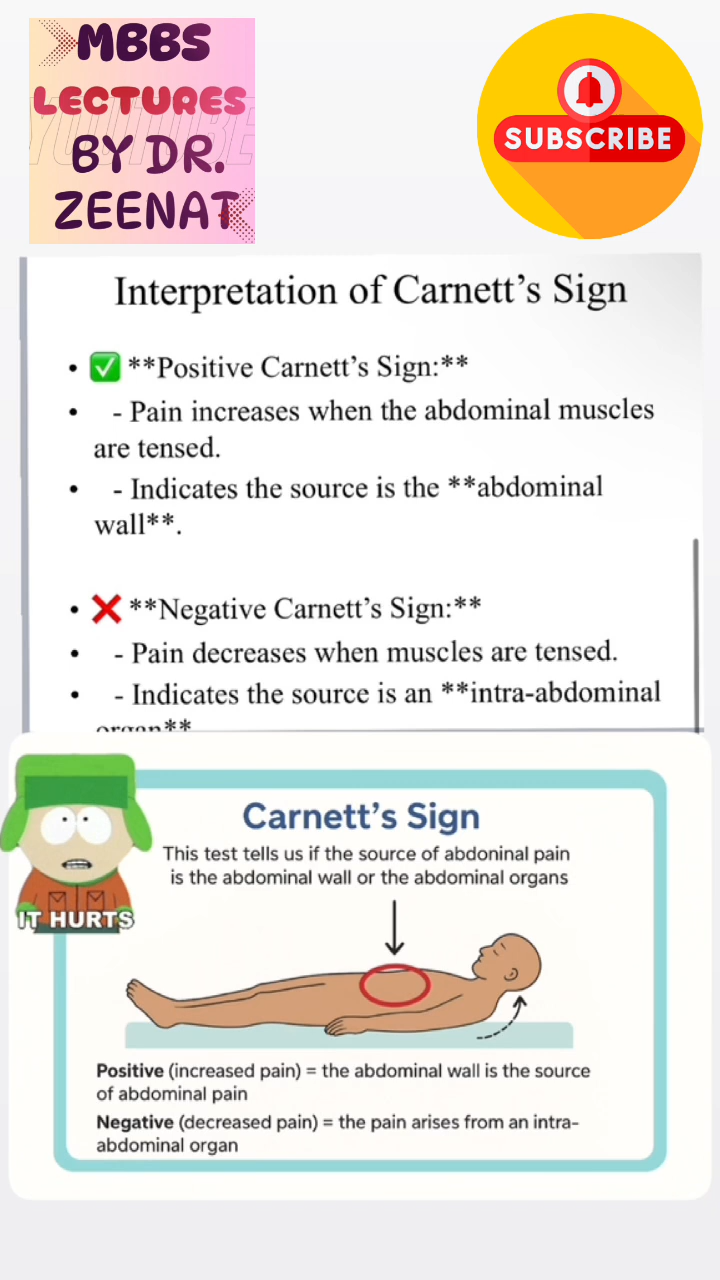 MBBS
LECTURES
BY DR.
ZEENAT
YOUTUBE
SUBSCRIBE
Interpretation of Carnett’s Sign
• ✅ **Positive Carnett’s Sign:**
• - Pain increases when the abdominal muscles
are tensed.
• - Indicates the source is the **abdominal
wall**.
• ❌ **Negative Carnett’s Sign:**
• - Pain decreases when muscles are tensed.
• - Indicates the source is an **intra-abdominal
organ**
IT HURTS
Carnett’s Sign
This test tells us if the source of abdoninal pain
is the abdominal wall or the abdominal organs
Positive (increased pain) = the abdominal wall is the source
of abdominal pain
Negative (decreased pain) = the pain arises from an intra-
abdominal organ